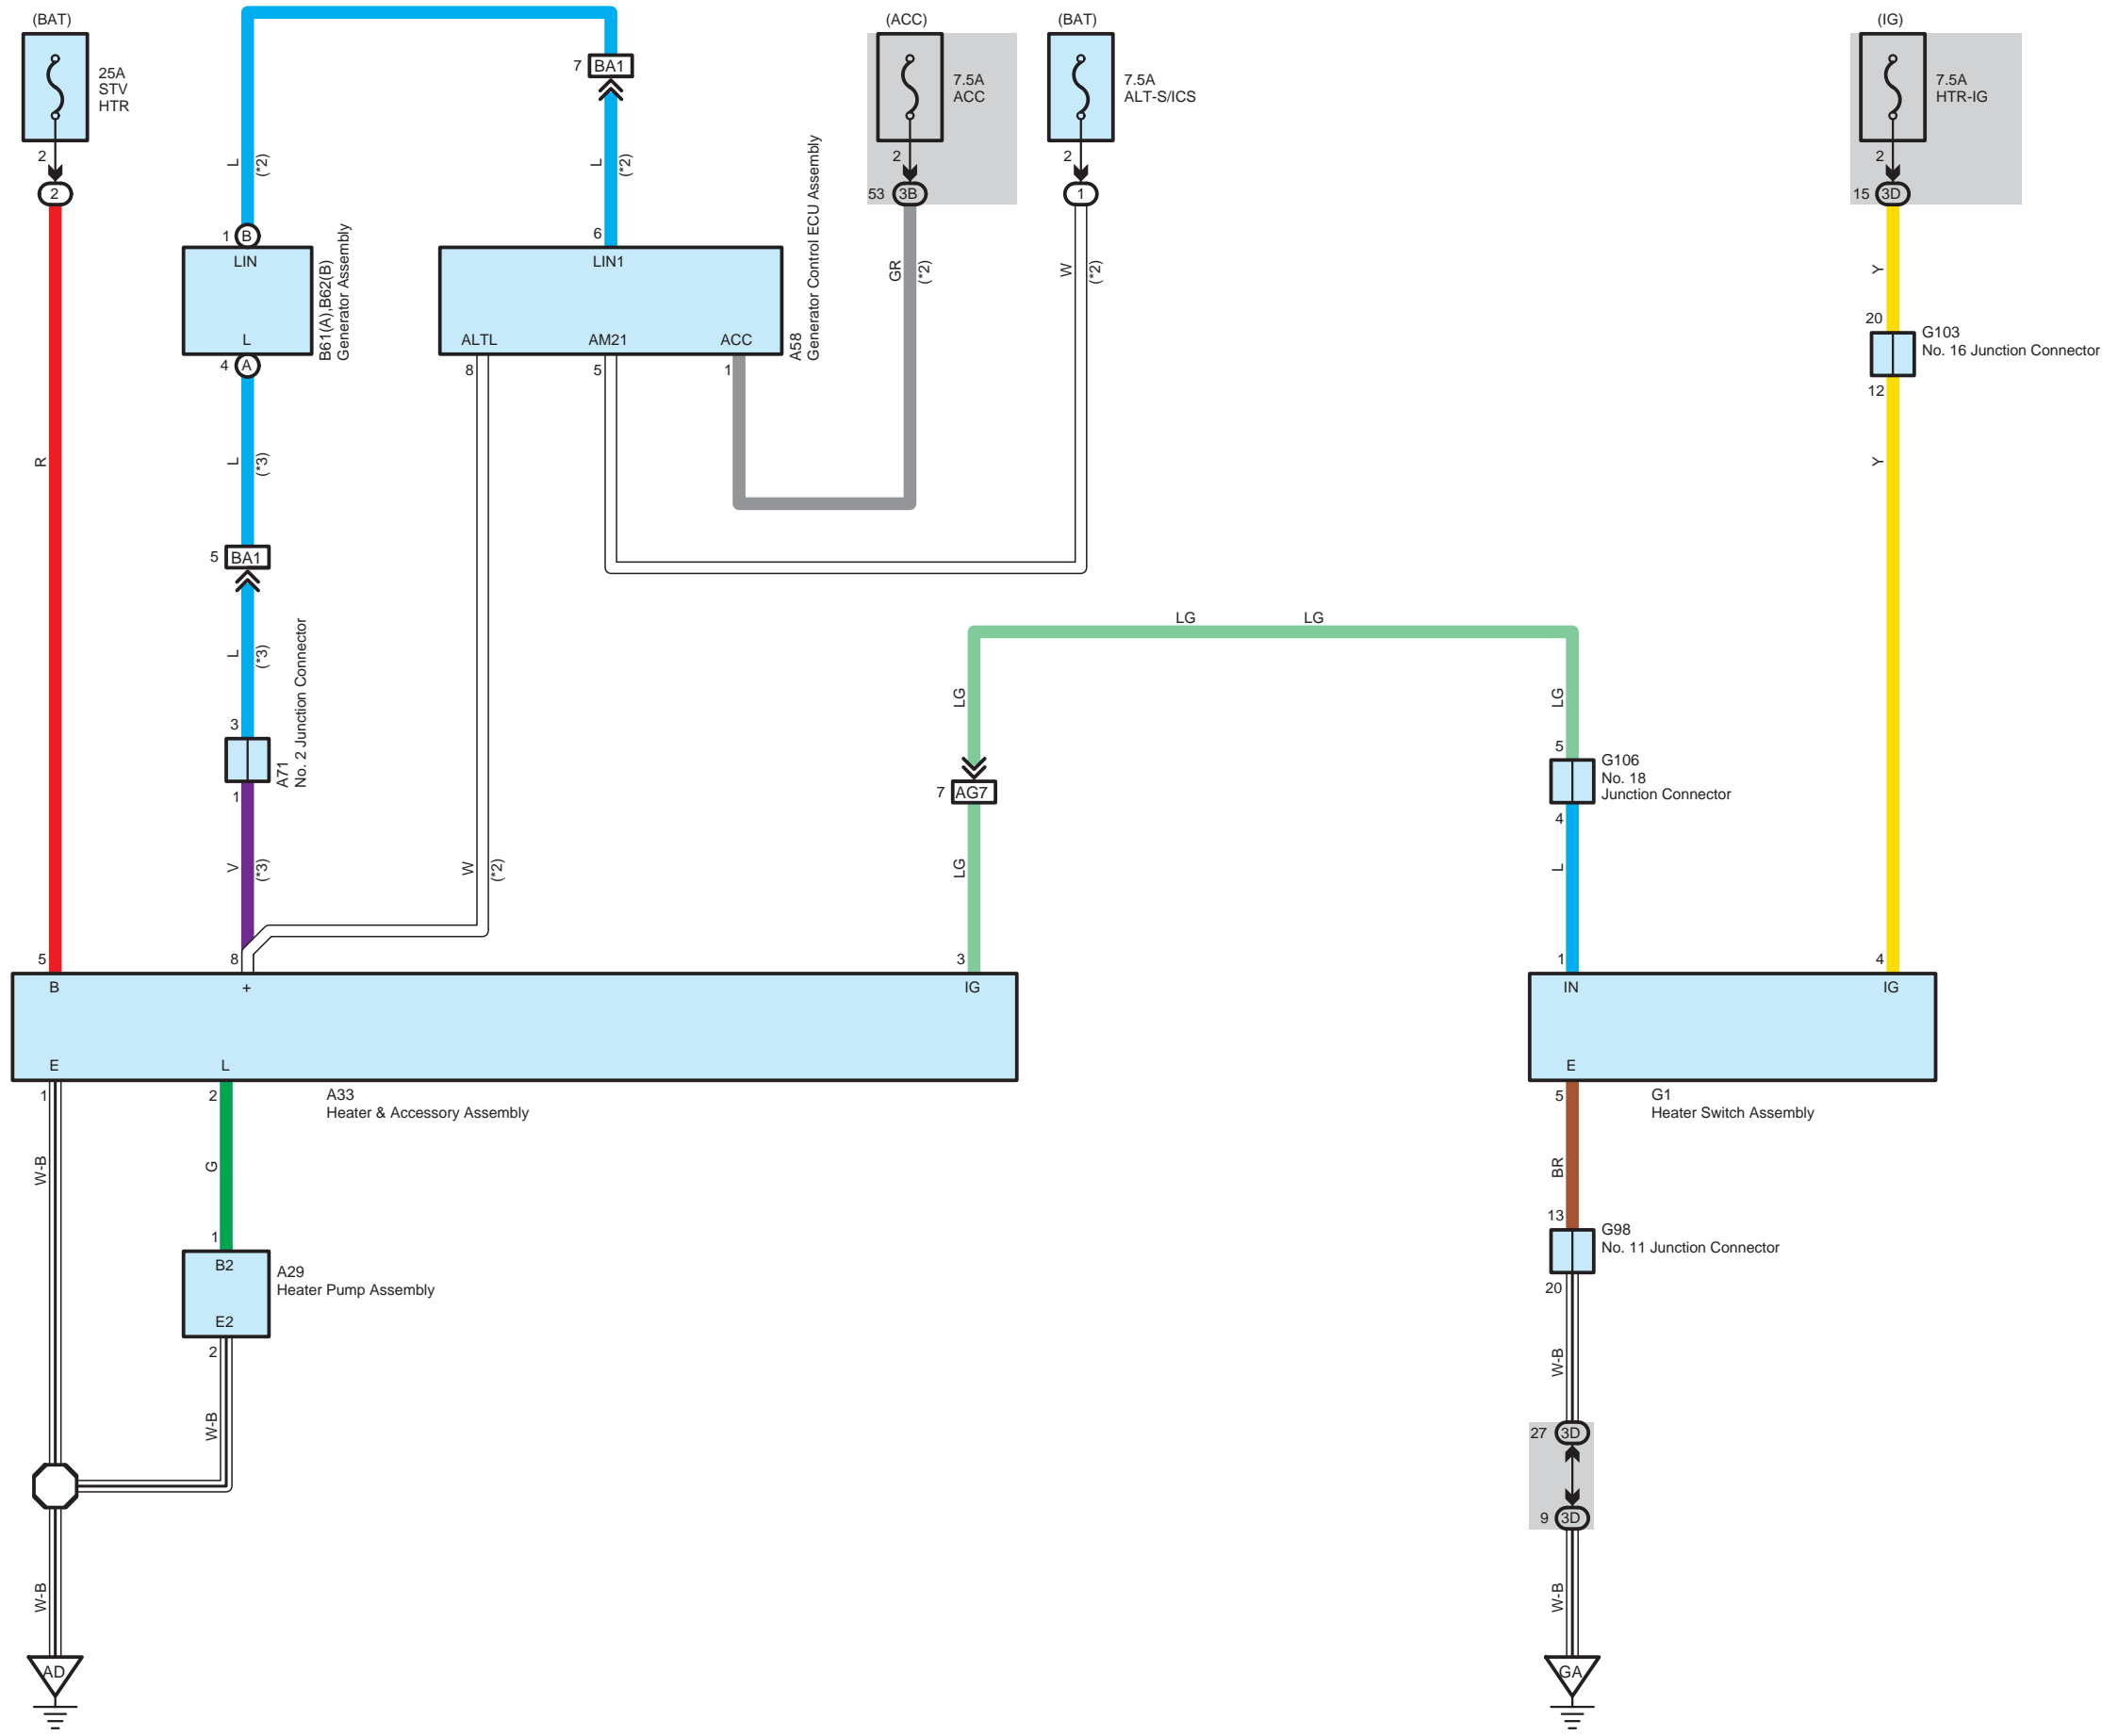 (BAT)
25A
STV
HTR
2
2
R
7 BA1
L
(*2)
L
(*2)
1 B
LIN
L
4 A
B61(A),B62(B)
Generator Assembly
6
LIN1
ALTL
AM21
ACC
8
5
1
A58
Generator Control ECU Assembly
(ACC)
7.5A
ACC
2
53 3B
GR
(*2)
(BAT)
7.5A
ALT-S/ICS
2
1
W
(*2)
(IG)
7.5A
HTR-IG
2
15 3D
Y
20
G103
No. 16 Junction Connector
12
Y
L
(*3)
5 BA1
L
(*3)
3
A71
No. 2 Junction Connector
1
V
(*3)
W
(*2)
LG
LG
LG
7 AG7
LG
LG
5
G106
No. 18
Junction Connector
4
L
5
8
3
B
+
IG
E
L
1
2
A33
Heater & Accessory Assembly
1
4
IN
IG
E
5
G1
Heater Switch Assembly
W-B
G
1
B2
A29
Heater Pump Assembly
E2
2
W-B
W-B
AD
BR
13
G98
No. 11 Junction Connector
20
W-B
27 3D
9 3D
W-B
GA